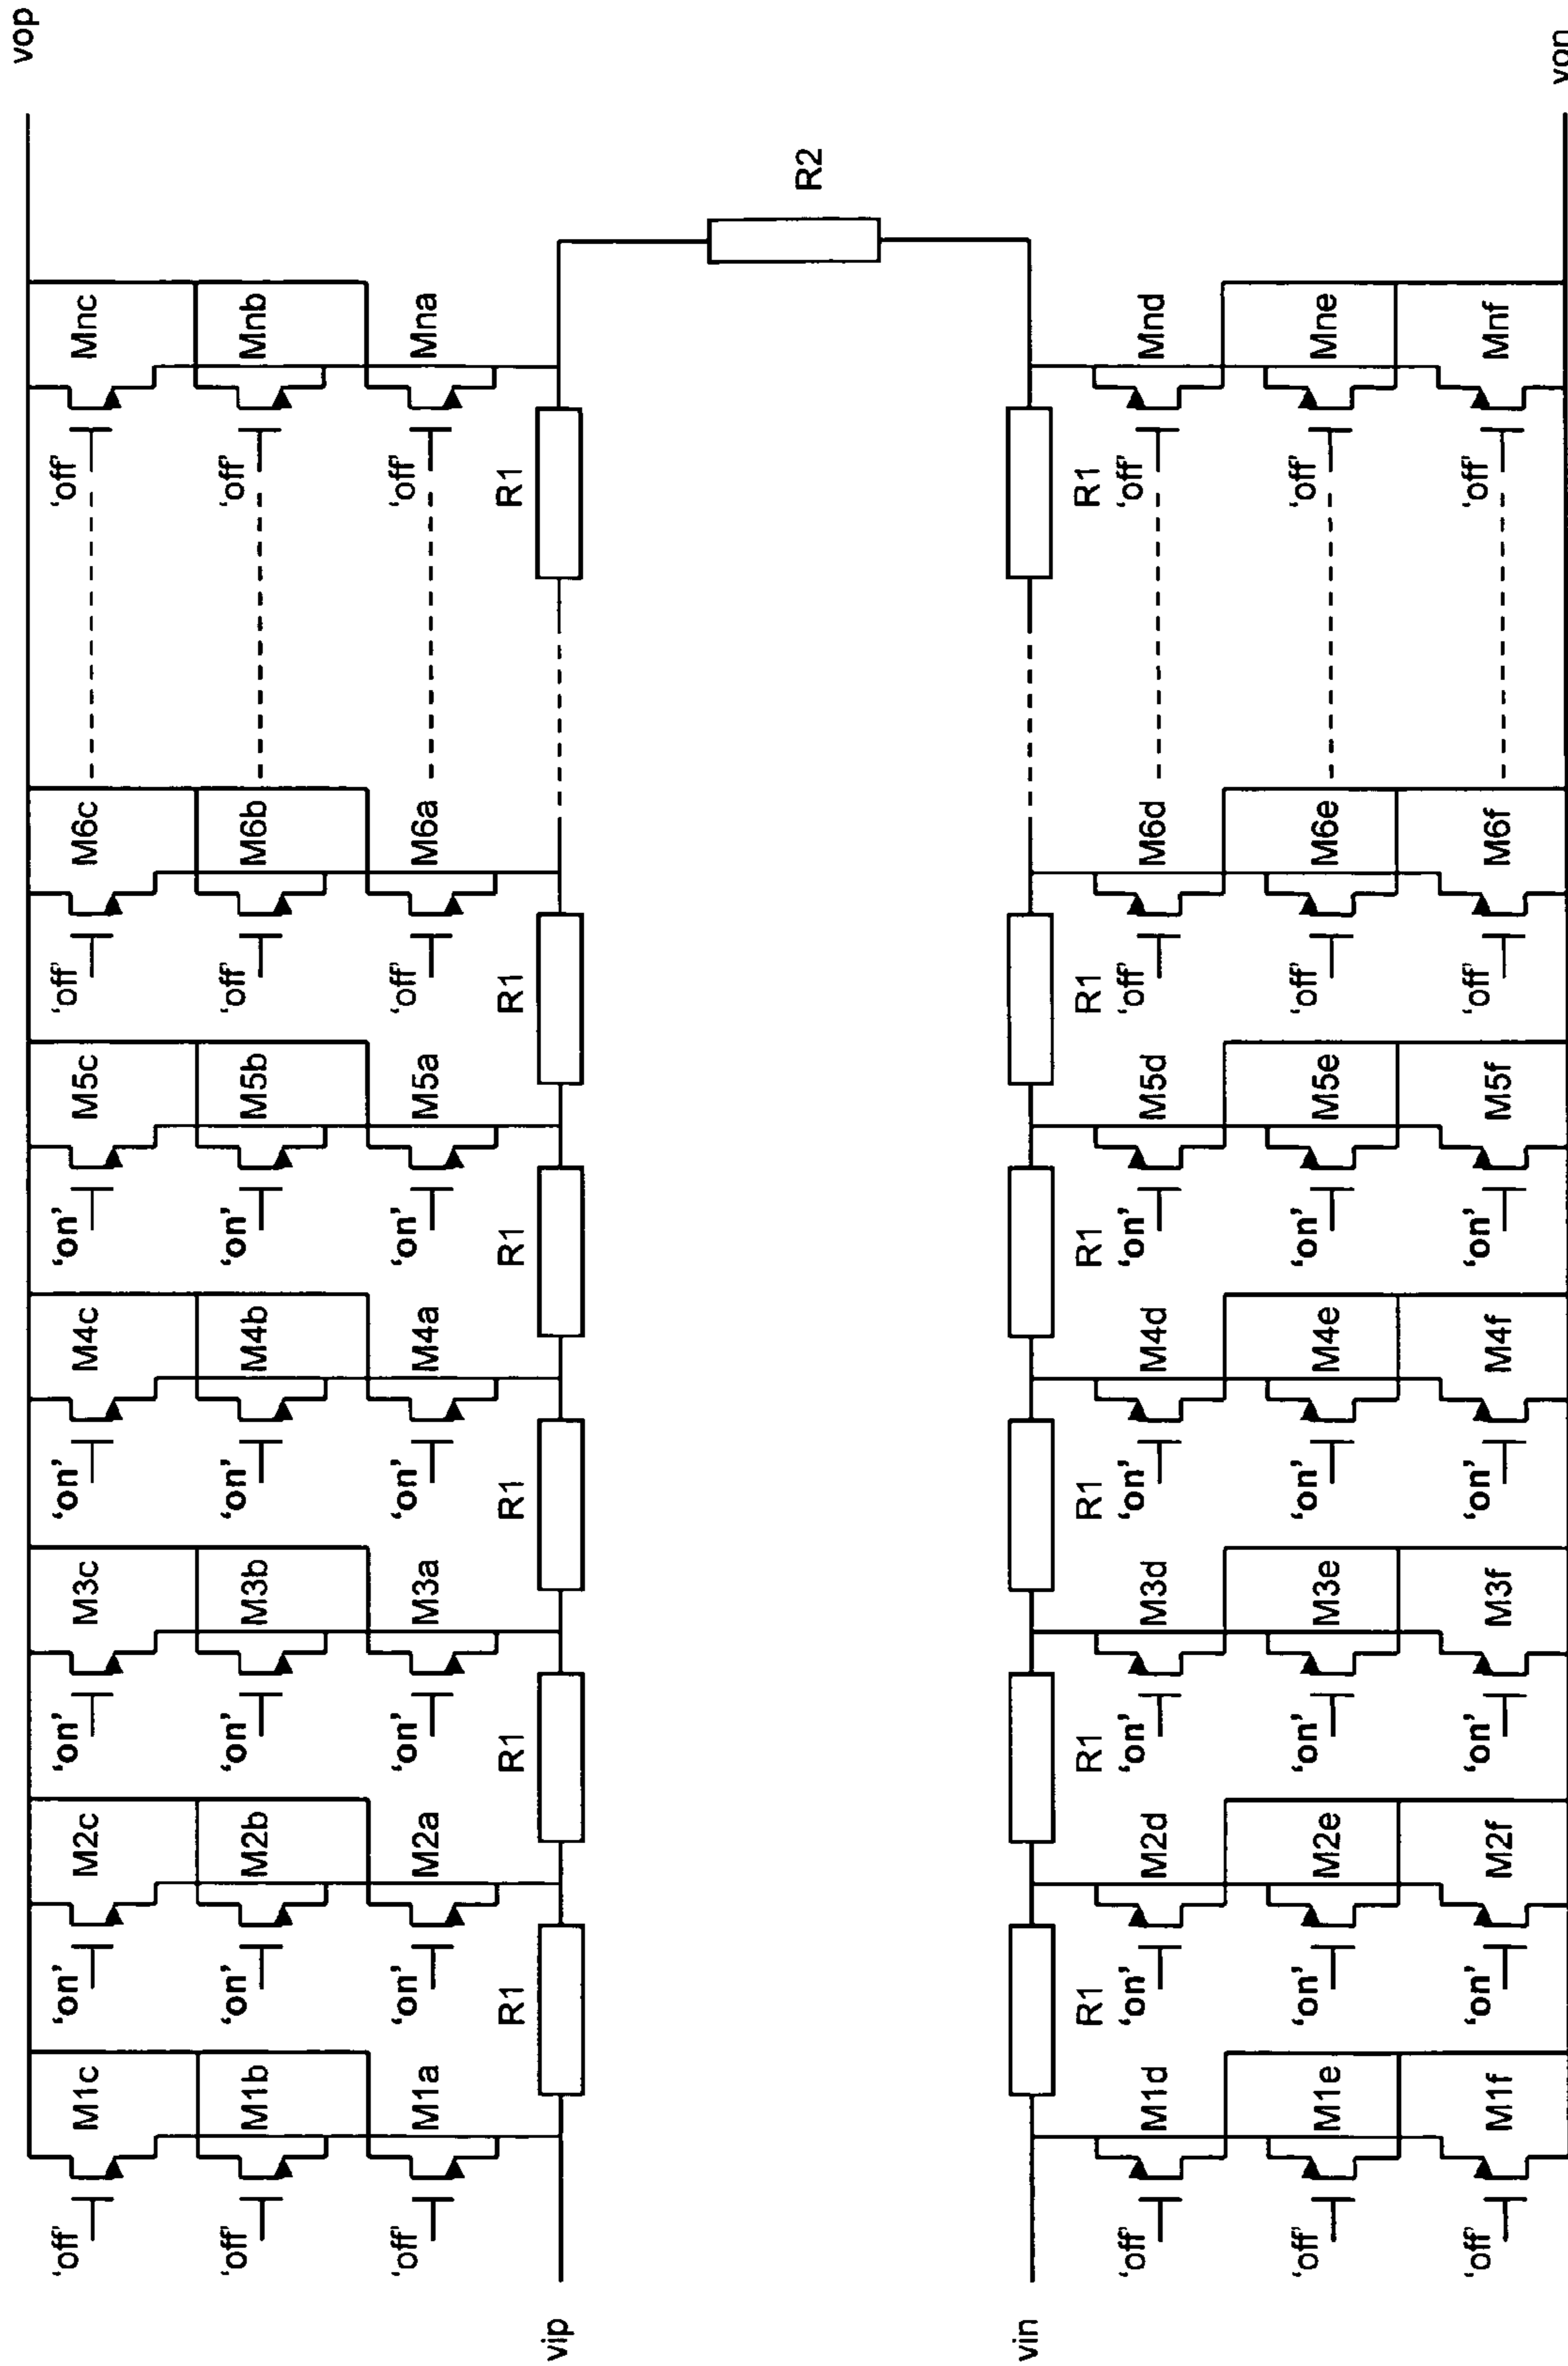 vop
'off' 'on' 'on' 'on' 'on' 'off' 'off'
M1c M2c M3c M4c M5c M6c Mnc
'off' 'on' 'on' 'on' 'on' 'off' 'off'
M1b M2b M3b M4b M5b M6b Mnb
'off' 'on' 'on' 'on' 'on' 'off' 'off'
M1a M2a M3a M4a M5a M6a Mna
R1 R1 R1 R1 R1 R1
vip
R2
vin
R1 R1 R1 R1 R1 R1
'off' 'on' 'on' 'on' 'on' 'off' 'off'
M1d M2d M3d M4d M5d M6d Mnd
'off' 'on' 'on' 'on' 'on' 'off' 'off'
M1e M2e M3e M4e M5e M6e Mne
'off' 'on' 'on' 'on' 'on' 'off' 'off'
M1f M2f M3f M4f M5f M6f Mnf
von